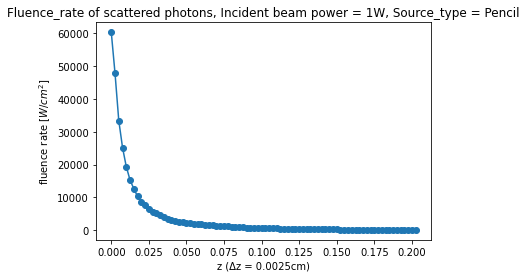 Fluence_rate of scattered photons, Incident beam power = 1W, Source_type = Pencil
60000
50000
40000
30000
20000
10000
0
fluence rate [W/cm²]
0.000 0.025 0.050 0.075 0.100 0.125 0.150 0.175 0.200
z (Δz = 0.0025cm)